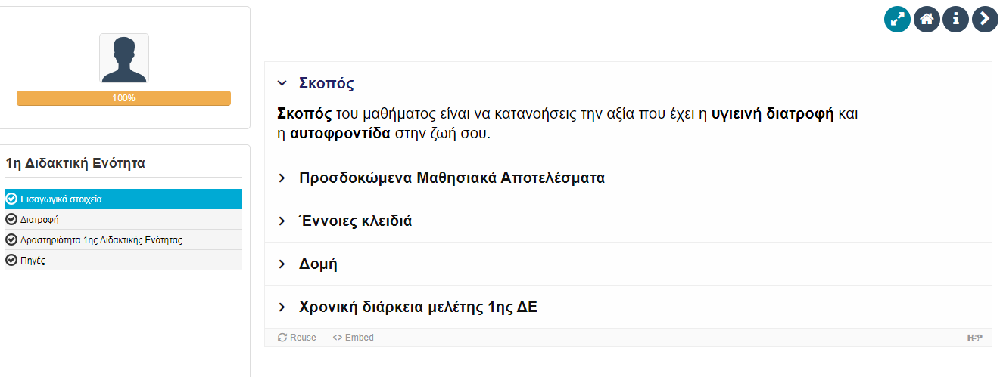 100%
1η Διδακτική Ενότητα
Εισαγωγικά στοιχεία
Διατροφή
Δραστηριότητα 1ης Διδακτικής Ενότητας
Πηγές
Σκοπός
Σκοπός του μαθήματος είναι να κατανοήσεις την αξία που έχει η υγιεινή διατροφή και
η αυτοφροντίδα στην ζωή σου.
Προσδοκώμενα Μαθησιακά Αποτελέσματα
Έννοιες κλειδιά
Δομή
Χρονική διάρκεια μελέτης 1ης ΔΕ
Reuse <> Embed H5P